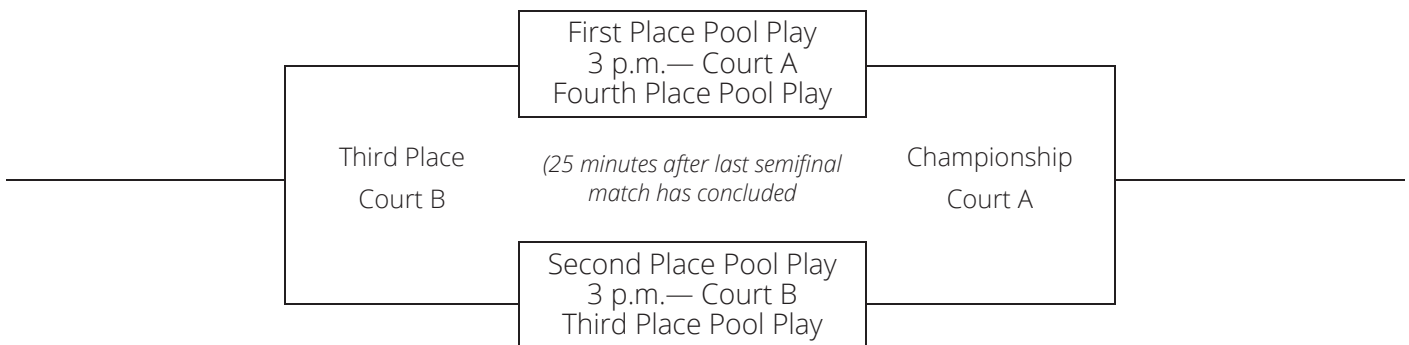 First Place Pool Play
3 p.m.— Court A
Fourth Place Pool Play
Third Place
Court B
(25 minutes after last semifinal
match has concluded
Championship
Court A
Second Place Pool Play
3 p.m.— Court B
Third Place Pool Play